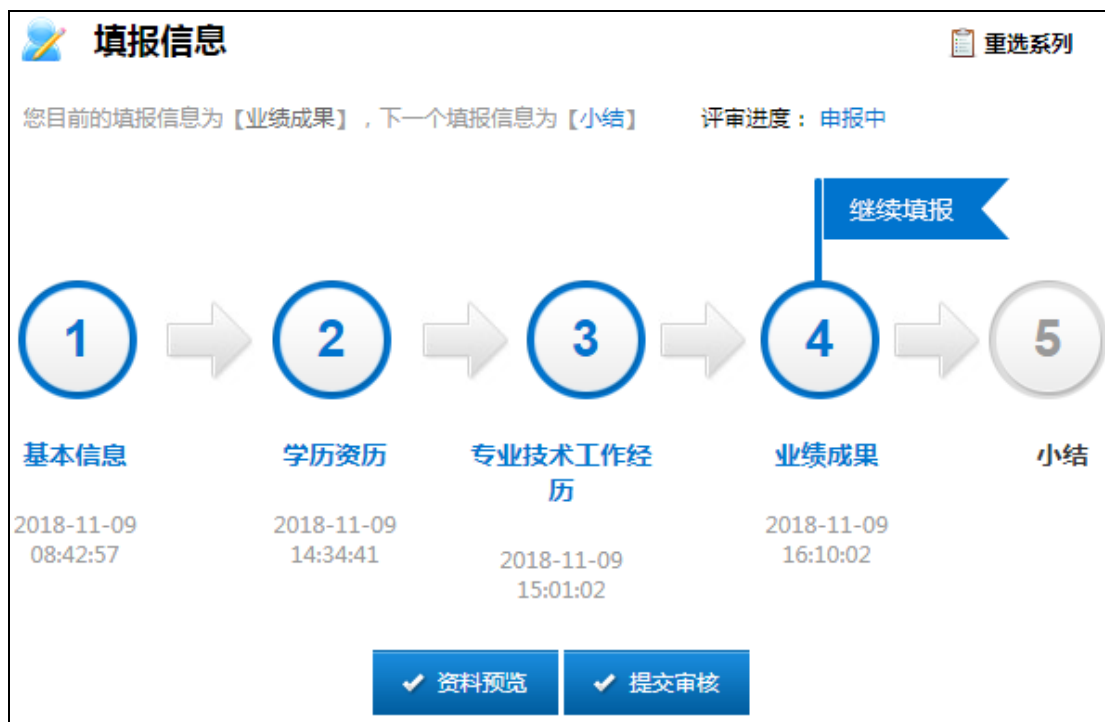 填报信息
重选系列
您目前的填报信息为【业绩成果】，下一个填报信息为【小结】 评审进度：申报中
继续填报
1
2
3
4
5
基本信息
学历资历
专业技术工作经
历
业绩成果
小结
2018-11-09
08:42:57
2018-11-09
14:34:41
2018-11-09
15:01:02
2018-11-09
16:10:02
资料预览
提交审核